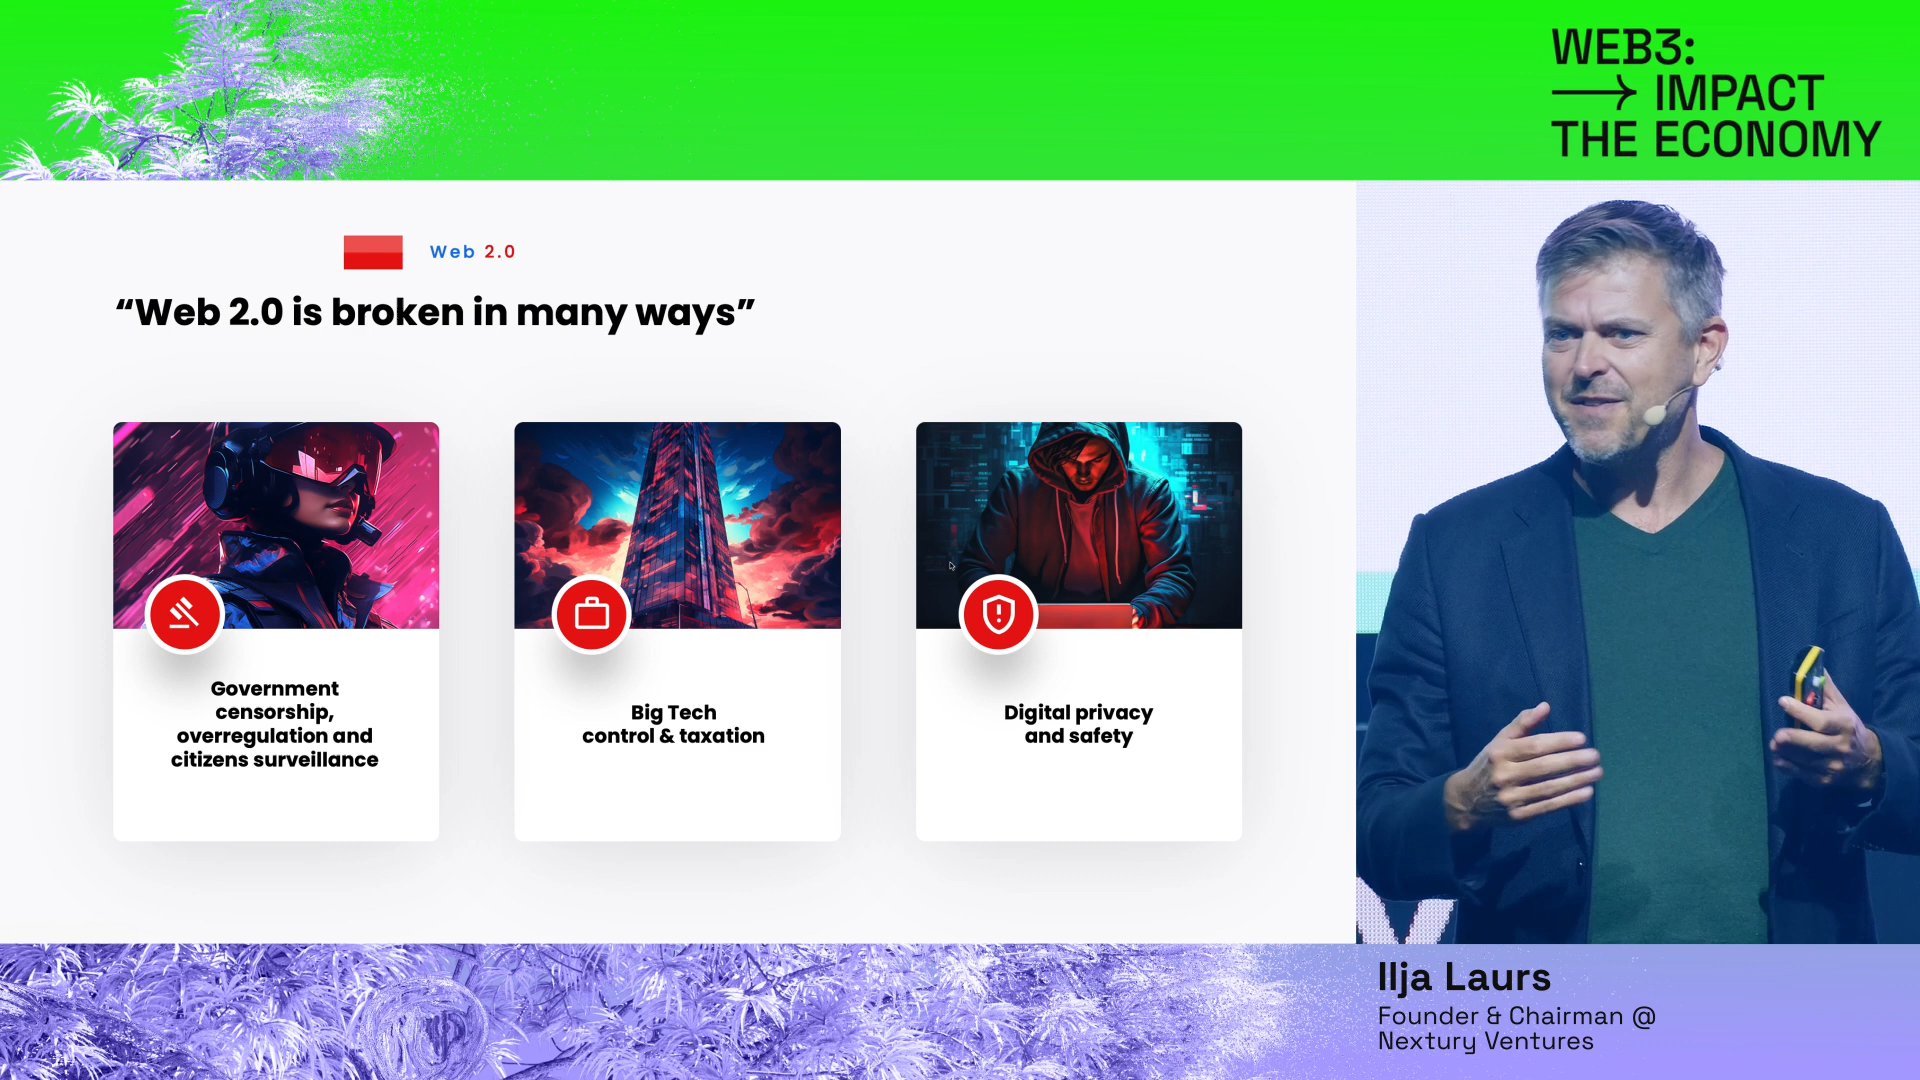 WEB3:
→ IMPACT
THE ECONOMY
Web 2.0
“Web 2.0 is broken in many ways”
Government
censorship,
overregulation and
citizens surveillance
Big Tech
control & taxation
Digital privacy
and safety
Ilja Laurs
Founder & Chairman @
Nextury Ventures